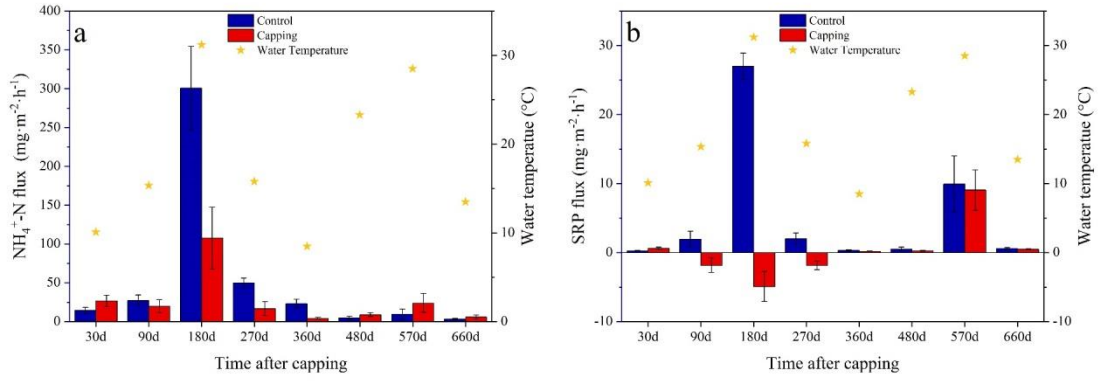 a
Control
Capping
Water Temperature
400
350
300
250
200
150
100
50
0
NH₄⁺-N flux (mg·m⁻²·h⁻¹)
30
20
10
0
Water temperatue (°C)
30d 90d 180d 270d 360d 480d 570d 660d
Time after capping
b
Control
Capping
Water Temperature
30
20
10
0
-10
SRP flux (mg·m⁻²·h⁻¹)
35
30
20
10
0
-10
Water temperatue (°C)
30d 90d 180d 270d 360d 480d 570d 660d
Time after capping